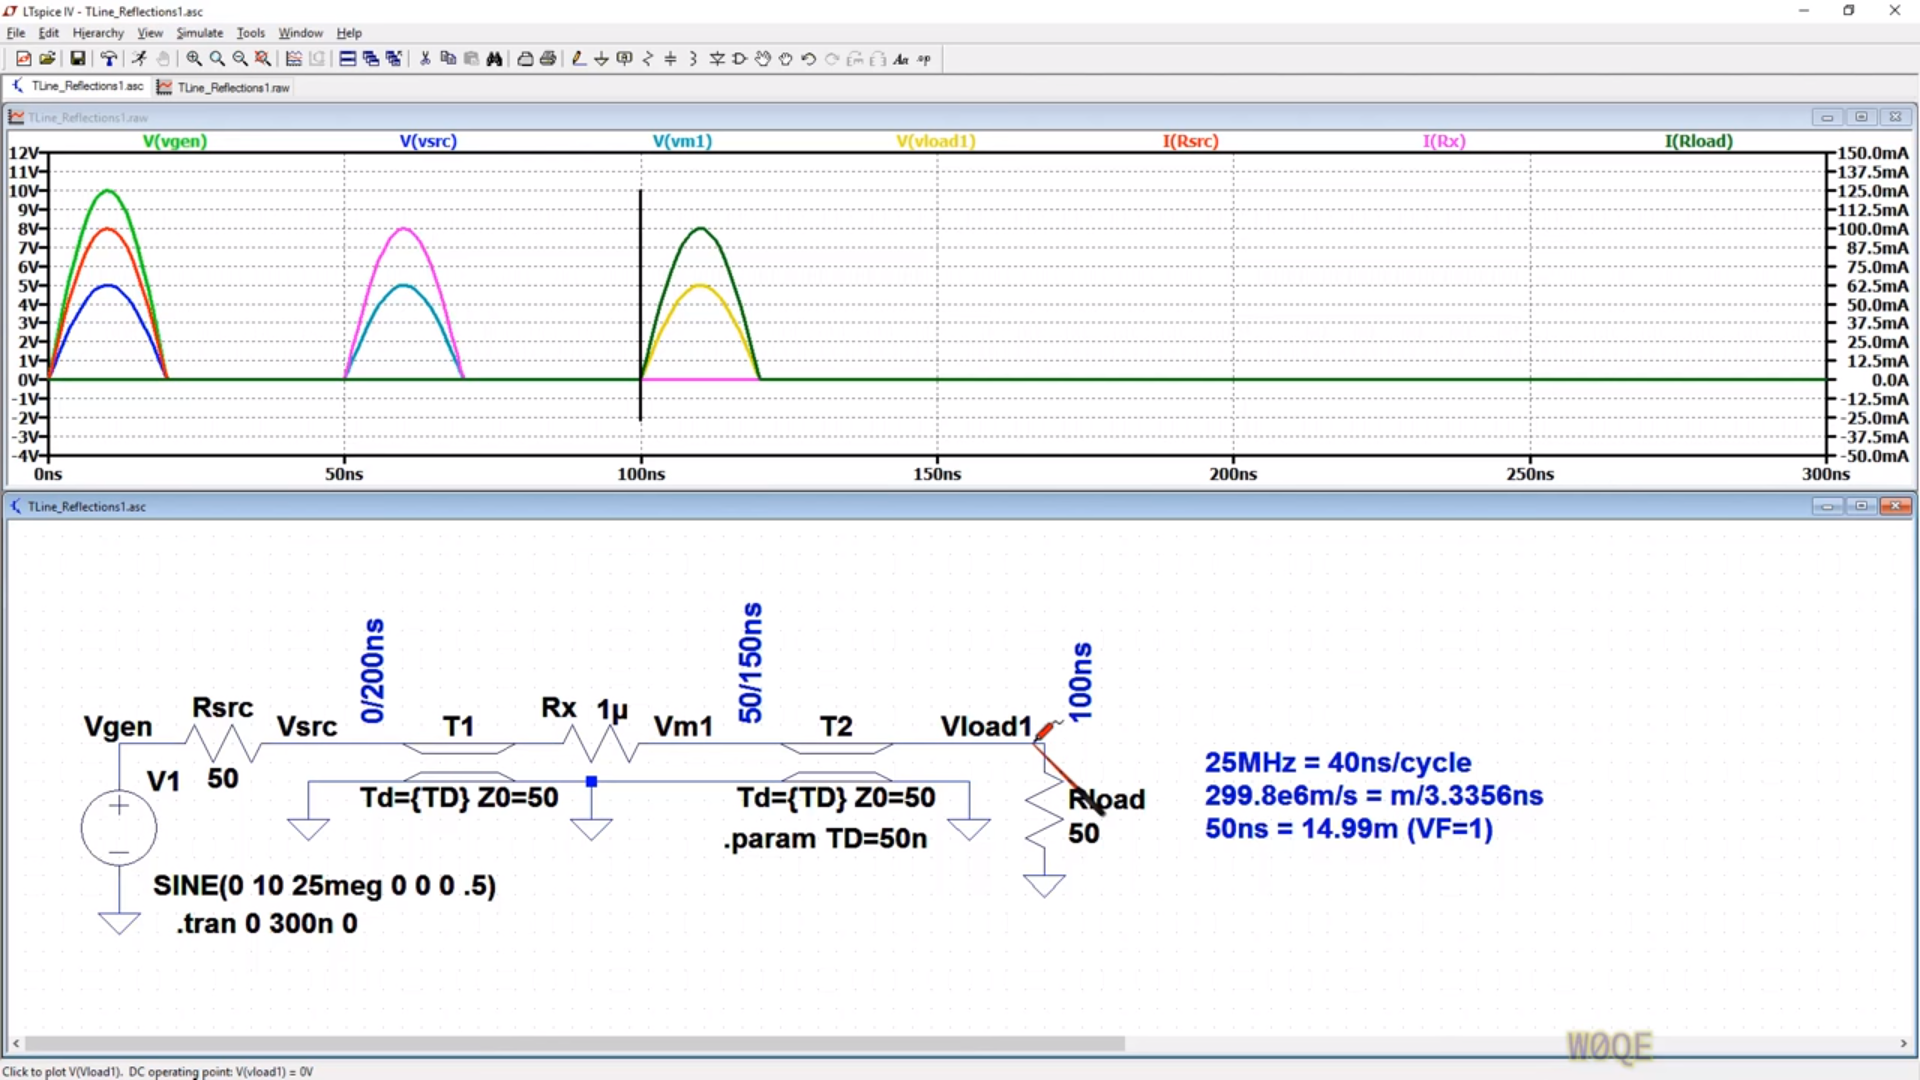 LTspice IV - TLine_Reflections1.asc
File Edit Hierarchy View Simulate Tools Window Help
TLine_Reflections1.asc TLine_Reflections1.raw
TLine_Reflections1.raw
V(vgen) V(vsrc) V(vm1) V(vload1) I(Rsrc) I(Rx) I(Rload)
12V 150.0mA
11V 137.5mA
10V 125.0mA
9V 112.5mA
8V 100.0mA
7V 87.5mA
6V 75.0mA
5V 62.5mA
4V 50.0mA
3V 37.5mA
2V 25.0mA
1V 12.5mA
0V 0.0A
-1V -12.5mA
-2V -25.0mA
-3V -37.5mA
-4V -50.0mA
0ns 50ns 100ns 150ns 200ns 250ns 300ns
TLine_Reflections1.asc
0/200ns
50/150ns
100ns
Vgen Rsrc Vsrc T1 Rx 1µ Vm1 T2 Vload1
V1 50
Td={TD} Z0=50 Td={TD} Z0=50 Rload
.param TD=50n 50
25MHz = 40ns/cycle
299.8e6m/s = m/3.3356ns
50ns = 14.99m (VF=1)
SINE(0 10 25meg 0 0 0 .5)
.tran 0 300n 0
W0QE
Click to plot V(Vload1). DC operating point: V(vload1) = 0V